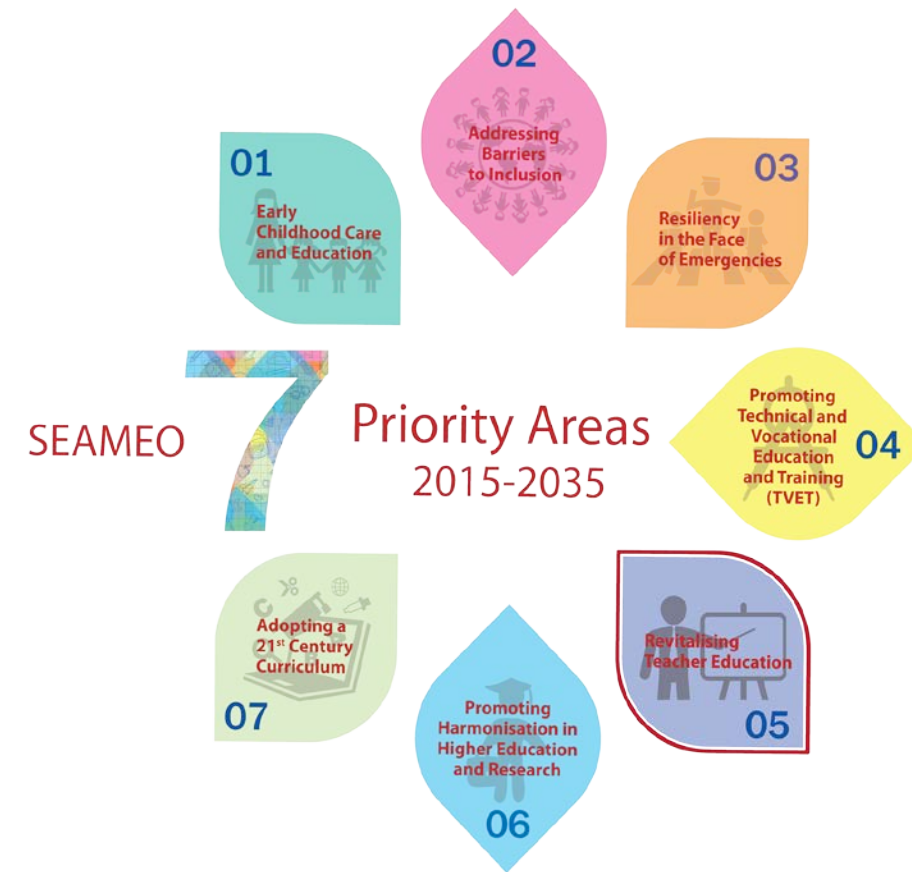 01
Early
Childhood Care
and Education
02
Addressing
Barriers
to Inclusion
03
Resiliency
in the Face
of Emergencies
SEAMEO 7 Priority Areas
2015-2035
Promoting
Technical and
Vocational
Education
and Training
(TVET)
04
Revitalising
Teacher Education
05
Promoting
Harmonisation in
Higher Education
and Research
06
Adopting a
21st Century
Curriculum
07